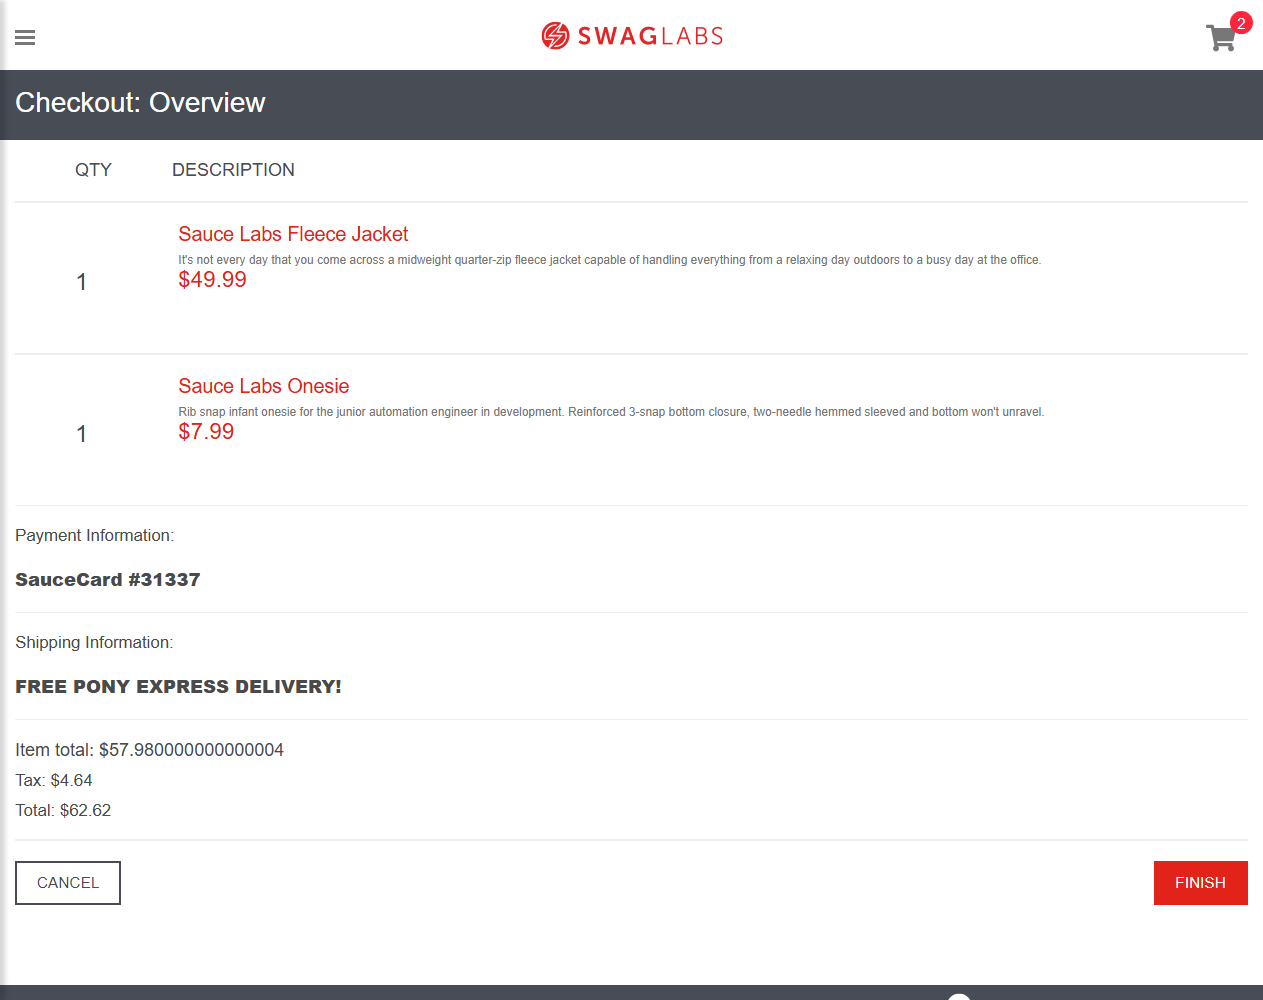 SWAGLABS
2
Checkout: Overview
QTY DESCRIPTION
Sauce Labs Fleece Jacket
It's not every day that you come across a midweight quarter-zip fleece jacket capable of handling everything from a relaxing day outdoors to a busy day at the office.
1
$49.99
Sauce Labs Onesie
Rib snap infant onesie for the junior automation engineer in development. Reinforced 3-snap bottom closure, two-needle hemmed sleeved and bottom won't unravel.
1
$7.99
Payment Information:
SauceCard #31337
Shipping Information:
FREE PONY EXPRESS DELIVERY!
Item total: $57.980000000000004
Tax: $4.64
Total: $62.62
CANCEL FINISH